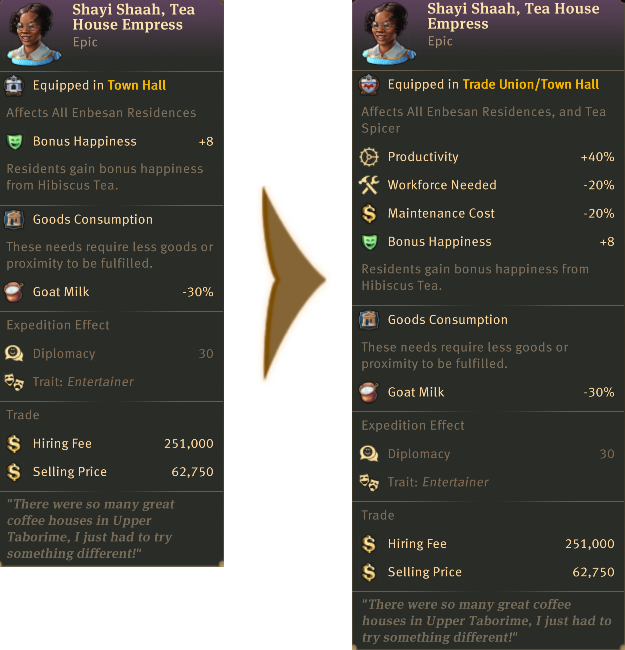 Shayi Shaah, Tea
House Empress
Epic
Equipped in Town Hall
Affects All Enbesan Residences
Bonus Happiness +8
Residents gain bonus happiness
from Hibiscus Tea.
Goods Consumption
These needs require less goods or
proximity to be fulfilled.
Goat Milk -30%
Expedition Effect
Diplomacy 30
Trait: Entertainer
Trade
Hiring Fee 251,000
Selling Price 62,750
"There were so many great
coffee houses in Upper
Taborime, I just had to try
something different!"
Shayi Shaah, Tea House
Empress
Epic
Equipped in Trade Union/Town Hall
Affects All Enbesan Residences, and Tea
Spicer
Productivity +40%
Workforce Needed -20%
Maintenance Cost -20%
Bonus Happiness +8
Residents gain bonus happiness from
Hibiscus Tea.
Goods Consumption
These needs require less goods or
proximity to be fulfilled.
Goat Milk -30%
Expedition Effect
Diplomacy 30
Trait: Entertainer
Trade
Hiring Fee 251,000
Selling Price 62,750
"There were so many great coffee
houses in Upper Taborime, I just had to
try something different!"